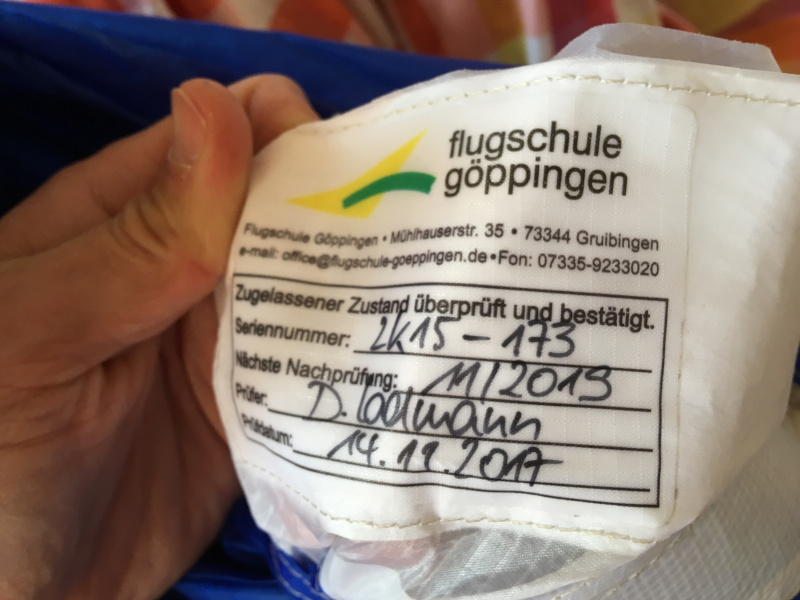 flugschule
göppingen
Flugschule Göppingen • Mühlhauserstr. 35 • 73344 Gruibingen
e-mail: office@flugschule-goeppingen.de • Fon: 07335-9233020
Zugelassener Zustand überprüft und bestätigt.
Seriennummer: 2K15-173
Nächste Nachprüfung: 11/2019
Prüfer: D.
Prüfdatum: 14.11.2017